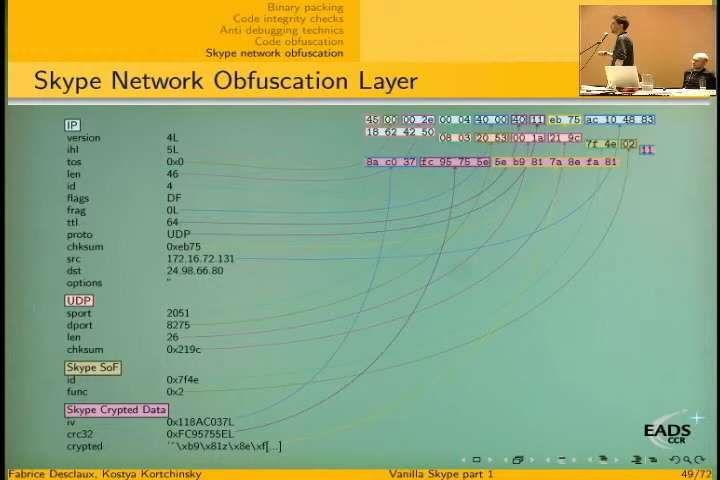 Binary packing
Code integrity checks
Anti debugging technics
Code obfuscation
Skype network obfuscation
Skype Network Obfuscation Layer
IP
version 4L
ihl 5L
tos 0x0
len 46
id 4
flags DF
frag 0L
ttl 64
proto UDP
chksum 0xeb75
src 172.16.72.131
dst 24.98.66.80
options ''
UDP
sport 2051
dport 8275
len 26
chksum 0x219c
Skype SoF
id 0x7f4e
func 0x2
Skype Crypted Data
iv 0x118AC037L
crc32 0xFC95755EL
crypted '^\xb9\x81z\x8e\xf[...]
45 00 00 2e 00 04 40 00 40 11 eb 75 ac 10 48 83
18 62 42 50 08 03 20 53 00 1a 21 9c 7f 4e 02 11
8a c0 37 fc 95 75 5e 5e b9 81 7a 8e fa 81
EADS
CCR
Fabrice Desclaux, Kostya Kortchinsky Vanilla Skype part 1 49/72